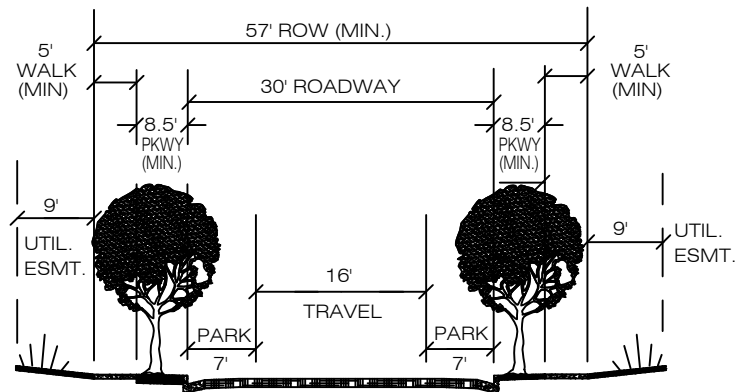 57' ROW (MIN.)
5'
WALK
(MIN)
5'
WALK
(MIN)
30' ROADWAY
8.5'
PKWY
(MIN.)
8.5'
PKWY
(MIN.)
9'
UTIL.
ESMT.
9'
UTIL.
ESMT.
16'
TRAVEL
PARK
7'
PARK
7'